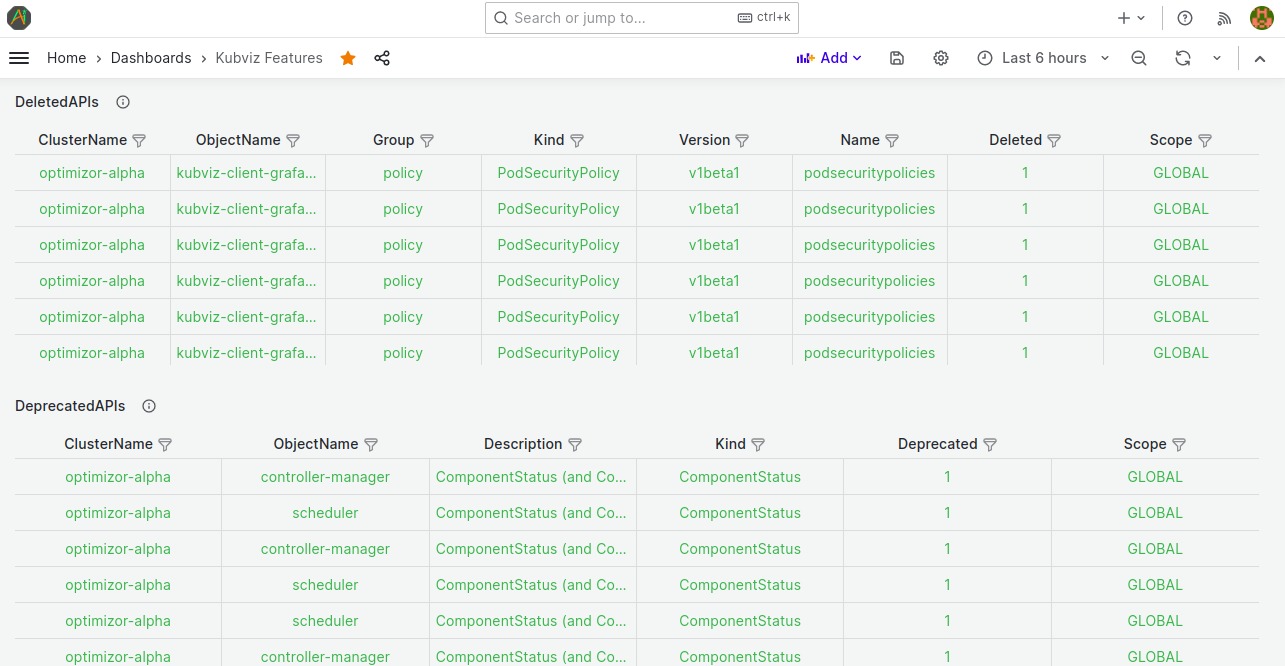 Search or jump to... ctrl+k
Home › Dashboards › Kubviz Features Add Last 6 hours
DeletedAPIs
ClusterName ObjectName Group Kind Version Name Deleted Scope
optimizor-alpha kubviz-client-grafa... policy PodSecurityPolicy v1beta1 podsecuritypolicies 1 GLOBAL
optimizor-alpha kubviz-client-grafa... policy PodSecurityPolicy v1beta1 podsecuritypolicies 1 GLOBAL
optimizor-alpha kubviz-client-grafa... policy PodSecurityPolicy v1beta1 podsecuritypolicies 1 GLOBAL
optimizor-alpha kubviz-client-grafa... policy PodSecurityPolicy v1beta1 podsecuritypolicies 1 GLOBAL
optimizor-alpha kubviz-client-grafa... policy PodSecurityPolicy v1beta1 podsecuritypolicies 1 GLOBAL
optimizor-alpha kubviz-client-grafa... policy PodSecurityPolicy v1beta1 podsecuritypolicies 1 GLOBAL
DeprecatedAPIs
ClusterName ObjectName Description Kind Deprecated Scope
optimizor-alpha controller-manager ComponentStatus (and Co... ComponentStatus 1 GLOBAL
optimizor-alpha scheduler ComponentStatus (and Co... ComponentStatus 1 GLOBAL
optimizor-alpha controller-manager ComponentStatus (and Co... ComponentStatus 1 GLOBAL
optimizor-alpha scheduler ComponentStatus (and Co... ComponentStatus 1 GLOBAL
optimizor-alpha scheduler ComponentStatus (and Co... ComponentStatus 1 GLOBAL
optimizor-alpha controller-manager ComponentStatus (and Co... ComponentStatus 1 GLOBAL